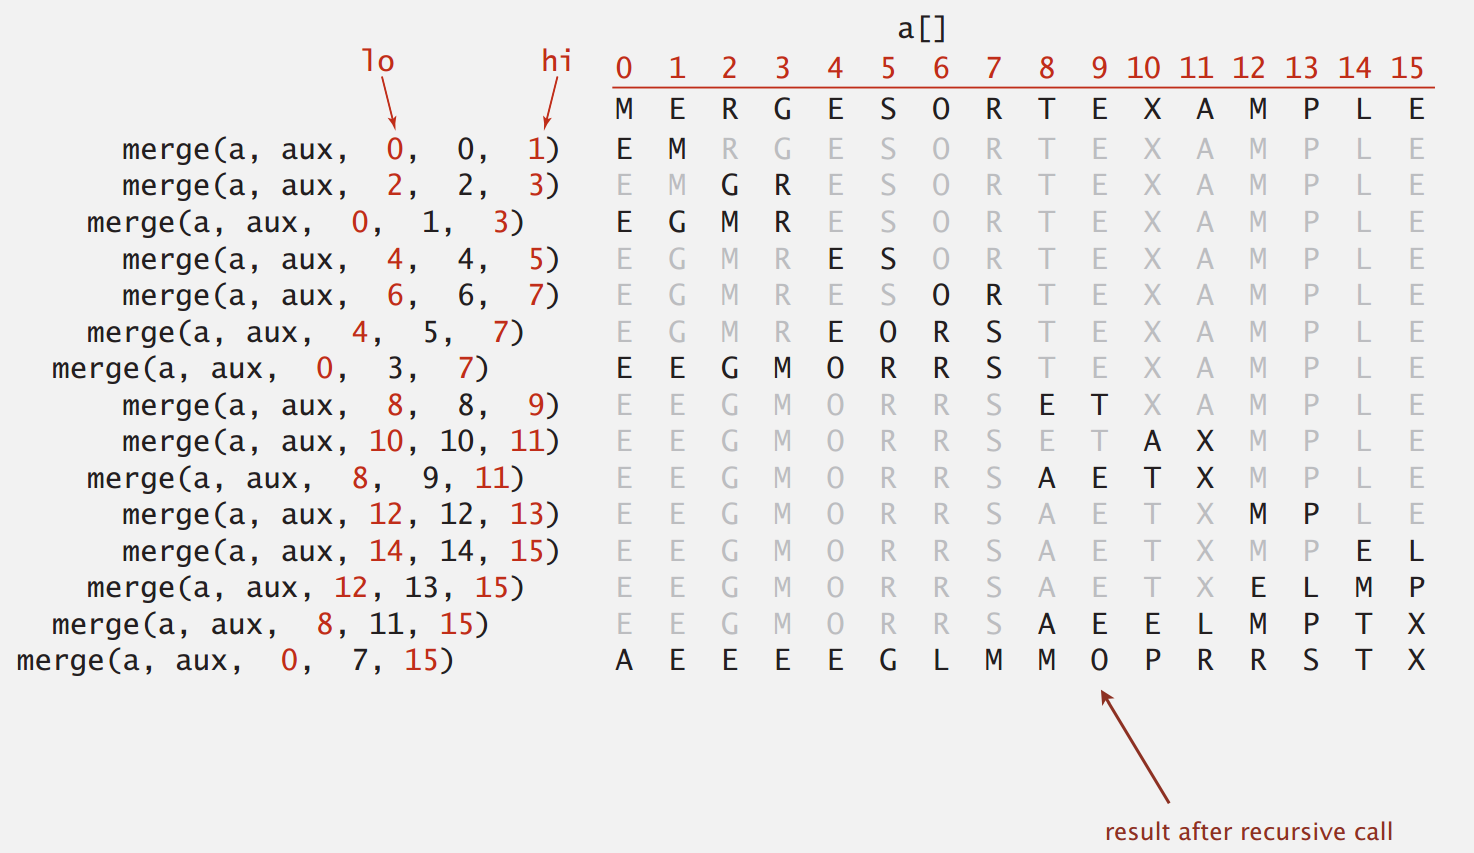 a[]
lo hi 0 1 2 3 4 5 6 7 8 9 10 11 12 13 14 15
M E R G E S O R T E X A M P L E
merge(a, aux, 0, 0, 1) E M R G E S O R T E X A M P L E
merge(a, aux, 2, 2, 3) E M G R E S O R T E X A M P L E
merge(a, aux, 0, 1, 3) E G M R E S O R T E X A M P L E
merge(a, aux, 4, 4, 5) E G M R E S O R T E X A M P L E
merge(a, aux, 6, 6, 7) E G M R E S O R T E X A M P L E
merge(a, aux, 4, 5, 7) E G M R E O R S T E X A M P L E
merge(a, aux, 0, 3, 7) E E G M O R R S T E X A M P L E
merge(a, aux, 8, 8, 9) E E G M O R R S E T X A M P L E
merge(a, aux, 10, 10, 11) E E G M O R R S E T A X M P L E
merge(a, aux, 8, 9, 11) E E G M O R R S A E T X M P L E
merge(a, aux, 12, 12, 13) E E G M O R R S A E T X M P L E
merge(a, aux, 14, 14, 15) E E G M O R R S A E T X M P E L
merge(a, aux, 12, 13, 15) E E G M O R R S A E T X E L M P
merge(a, aux, 8, 11, 15) E E G M O R R S A E E L M P T X
merge(a, aux, 0, 7, 15) A E E E E G L M M O P R R S T X
result after recursive call